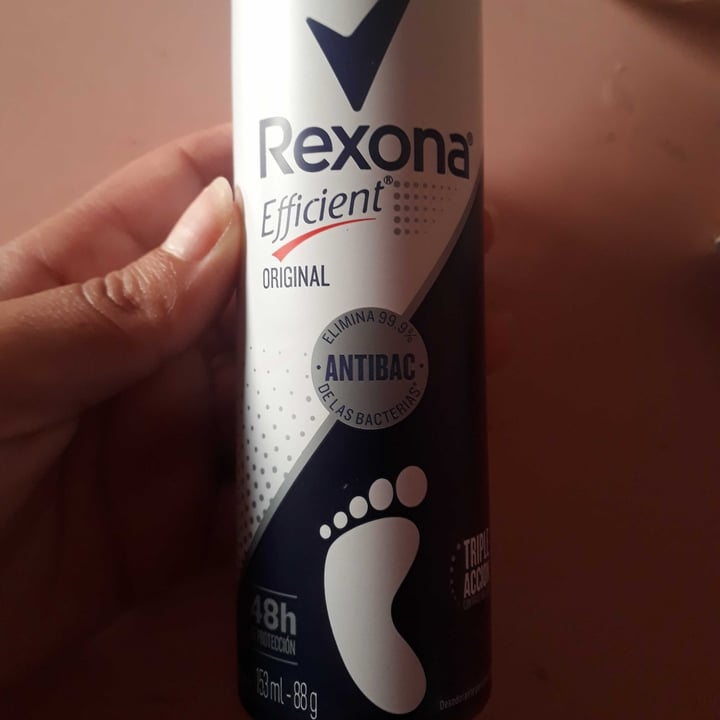 Rexona®
Efficient®
ORIGINAL
ELIMINA 99.9%
ANTIBAC
DE LAS BACTERIAS*
TRIPLE
ACCIÓN
48h
PROTECCIÓN
153 ml - 88 g